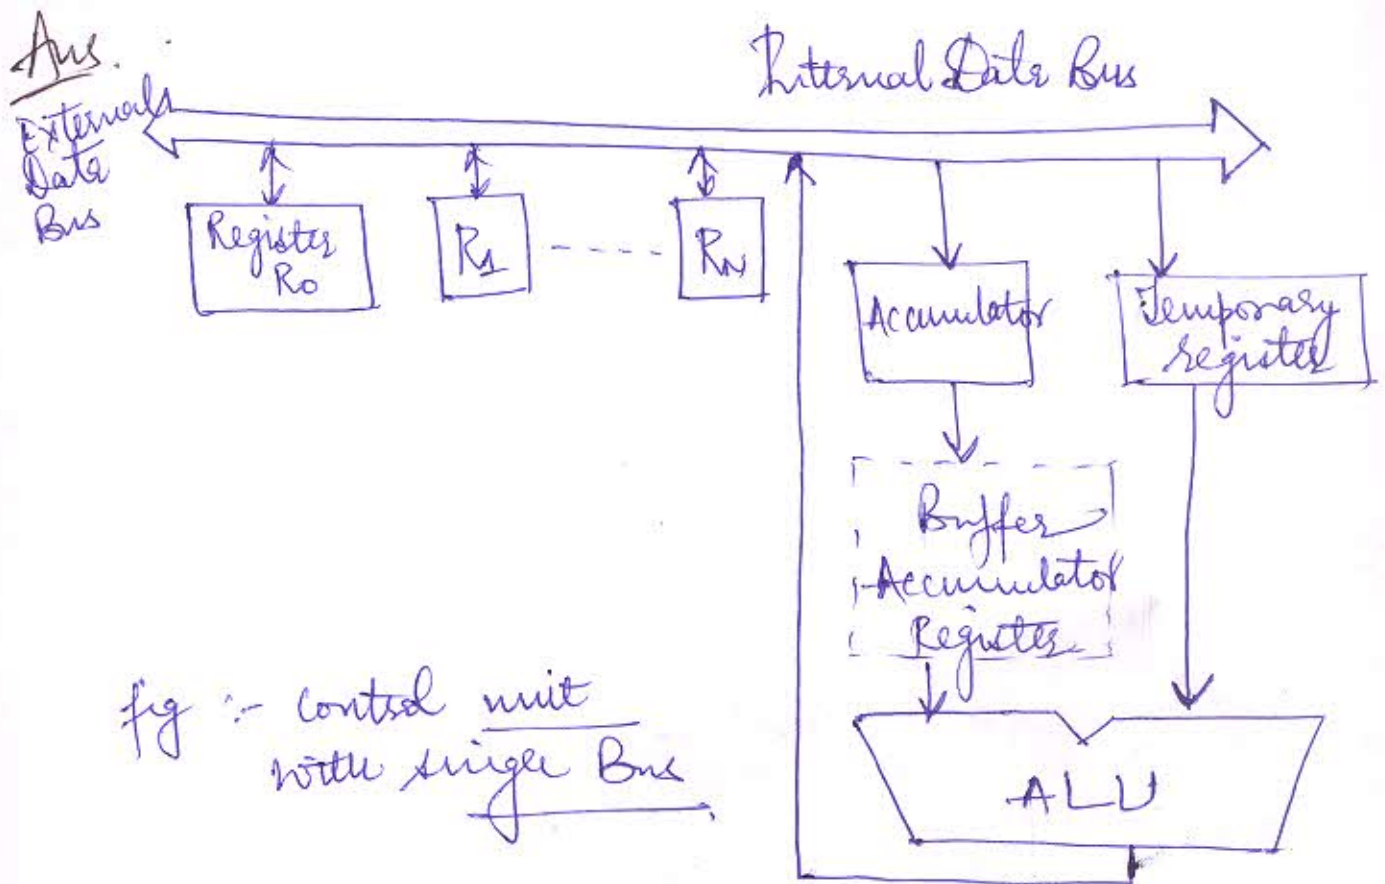 Ans.
Internal Data Bus
External
Data
Bus
Register
R0
R1
RN
Accumulator
Temporary
register
Buffer
Accumulator
Register
fig :- control unit
with single Bus
ALU